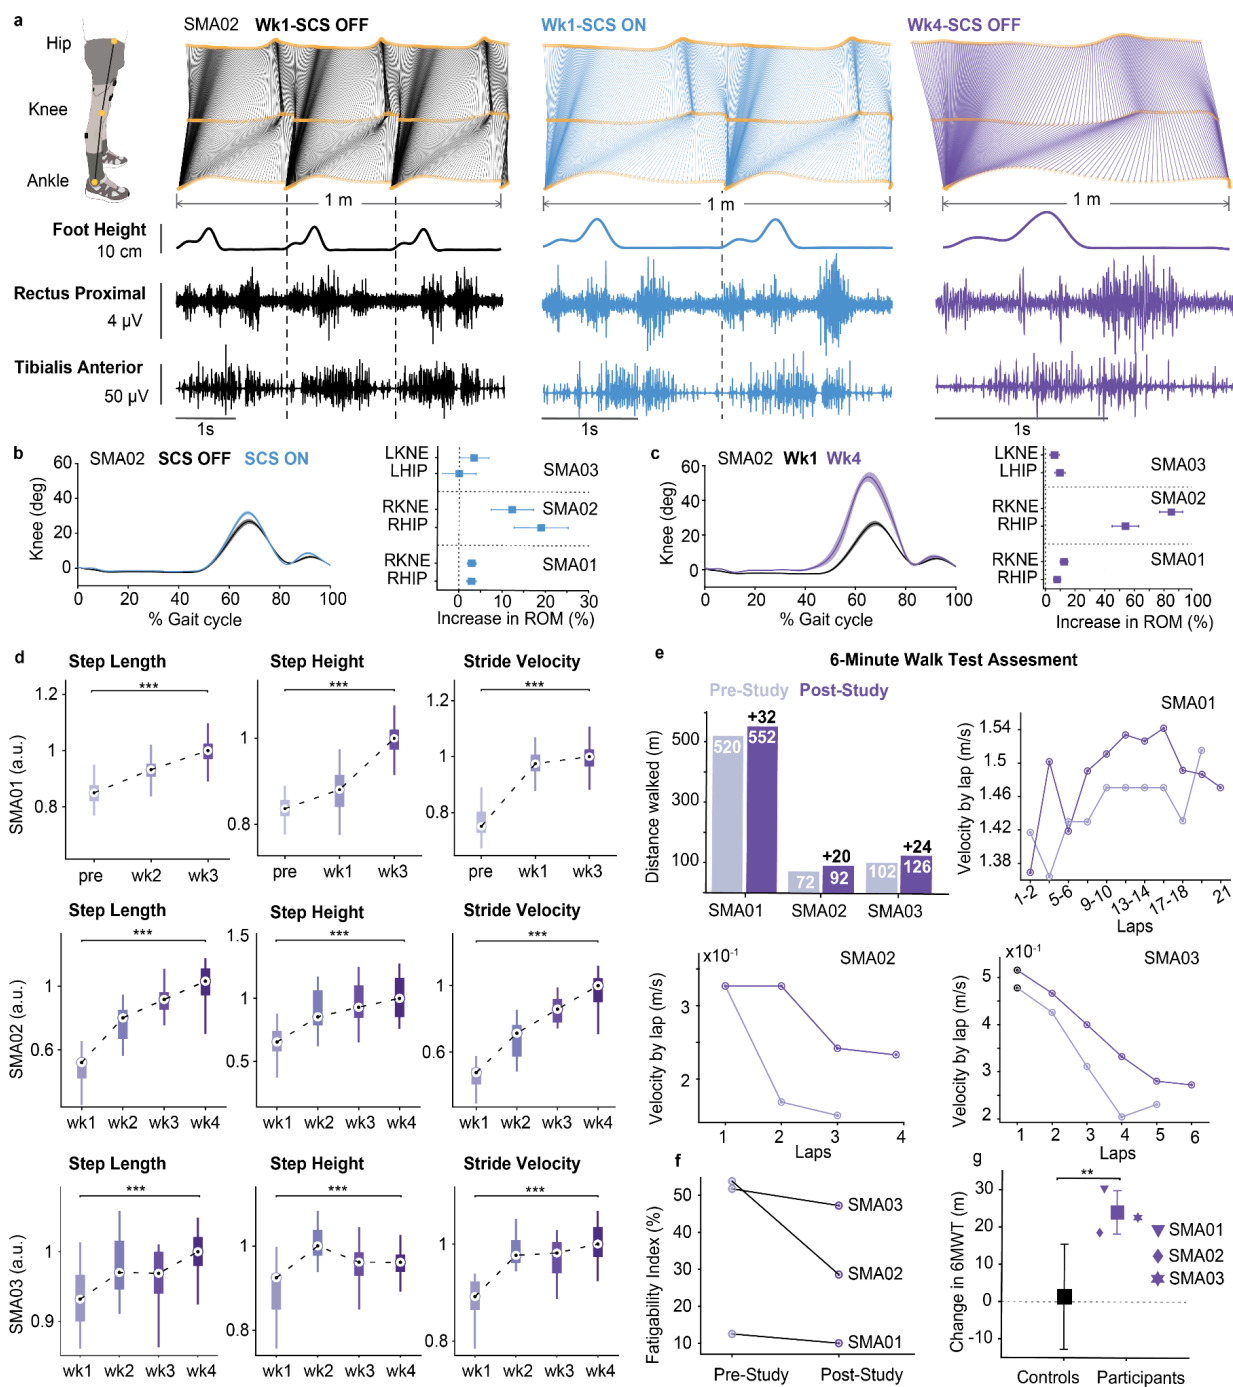 a
SMA02 Wk1-SCS OFF
Wk1-SCS ON
Wk4-SCS OFF
Hip
Knee
Ankle
1 m
1 m
1 m
Foot Height
10 cm
Rectus Proximal
4 µV
Tibialis Anterior
50 µV
1s
1s
1s
b
SMA02 SCS OFF SCS ON
Knee (deg)
60
40
20
0
0 20 40 60 80 100
% Gait cycle
LKNE
LHIP
SMA03
RKNE
RHIP
SMA02
RKNE
RHIP
SMA01
0 10 20 30
Increase in ROM (%)
c
SMA02 Wk1 Wk4
Knee (deg)
60
40
20
0
0 20 40 60 80 100
% Gait cycle
LKNE
LHIP
SMA03
RKNE
RHIP
SMA02
RKNE
RHIP
SMA01
0 20 40 60 80 100
Increase in ROM (%)
d
Step Length
SMA01 (a.u.)
1.2
1
0.8
***
pre wk2 wk3
Step Height
1
0.8
***
pre wk1 wk3
Stride Velocity
1.2
1
0.8
***
pre wk1 wk3
Step Length
SMA02 (a.u.)
1
0.6
***
wk1 wk2 wk3 wk4
Step Height
1.5
1
0.5
***
wk1 wk2 wk3 wk4
Stride Velocity
1
0.6
***
wk1 wk2 wk3 wk4
Step Length
SMA03 (a.u.)
1
0.9
***
wk1 wk2 wk3 wk4
Step Height
1
0.8
***
wk1 wk2 wk3 wk4
Stride Velocity
1
0.8
***
wk1 wk2 wk3 wk4
e
6-Minute Walk Test Assesment
Pre-Study Post-Study
Distance walked (m)
500
300
100
+32
520 552
+20
72 92
+24
102 126
SMA01 SMA02 SMA03
SMA01
Velocity by lap (m/s)
1.54
1.5
1.46
1.42
1.38
1-2 5-6 9-10 13-14 17-18 21
Laps
x10⁻¹
SMA02
Velocity by lap (m/s)
3
2
1 2 3 4
Laps
x10⁻¹
SMA03
Velocity by lap (m/s)
5
4
3
2
1 2 3 4 5 6
Laps
f
Fatigability Index (%)
50
40
30
20
10
SMA03
SMA02
SMA01
Pre-Study Post-Study
g
Change in 6MWT (m)
30
20
10
0
-10
**
SMA01
SMA02
SMA03
Controls Participants